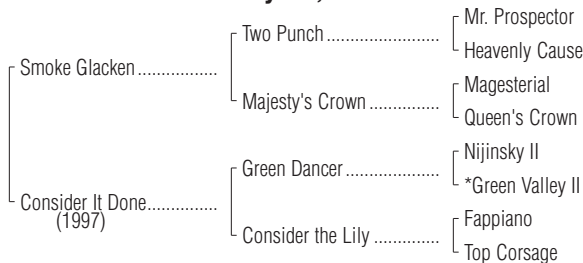 Mr. Prospector
Two Punch
Heavenly Cause
Smoke Glacken
Magesterial
Majesty's Crown
Queen's Crown
Nijinsky II
Green Dancer
*Green Valley II
Consider It Done
(1997)
Fappiano
Consider the Lily
Top Corsage